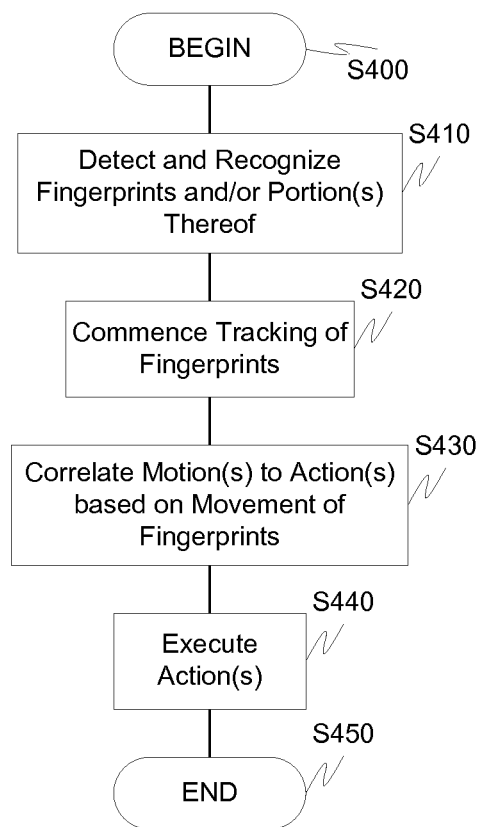 BEGIN
S400
S410
Detect and Recognize
Fingerprints and/or Portion(s)
Thereof
S420
Commence Tracking of
Fingerprints
S430
Correlate Motion(s) to Action(s)
based on Movement of
Fingerprints
S440
Execute
Action(s)
S450
END